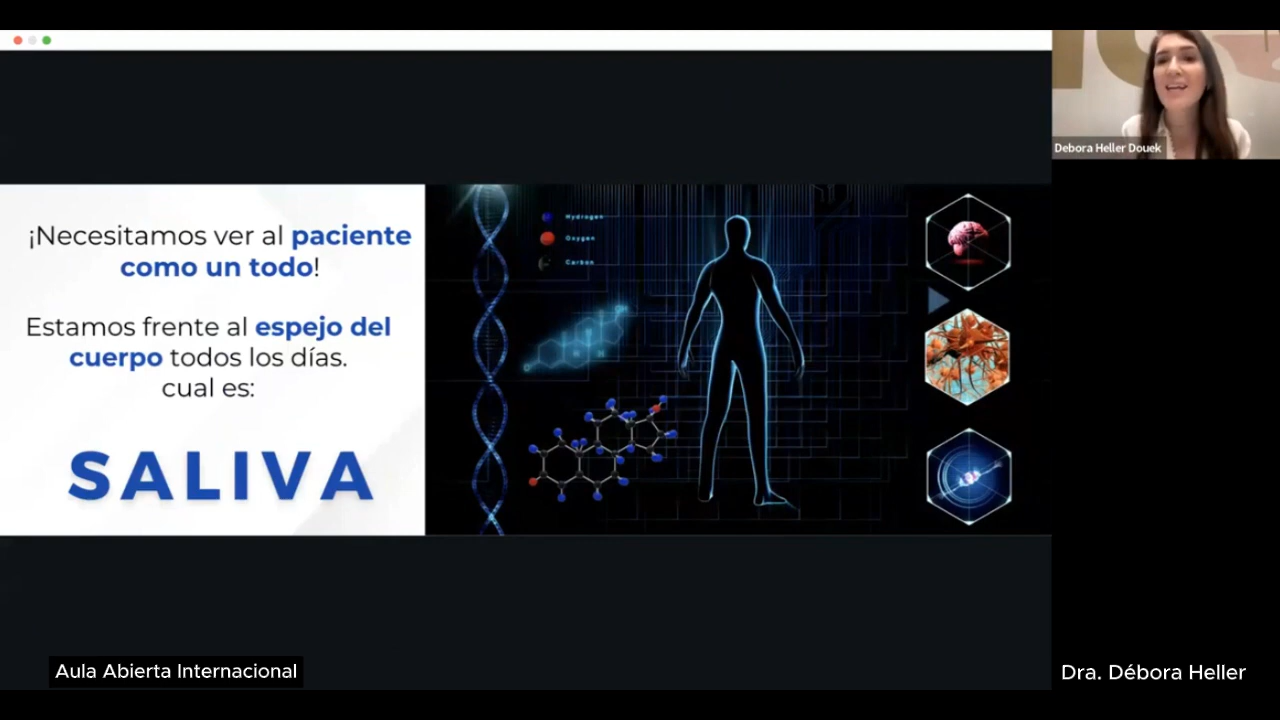 ¡Necesitamos ver al paciente
como un todo!
Estamos frente al espejo del
cuerpo todos los días.
cual es:
SALIVA
Hydrogen
Oxygen
Carbon
Debora Heller Douek
Aula Abierta Internacional
Dra. Débora Heller